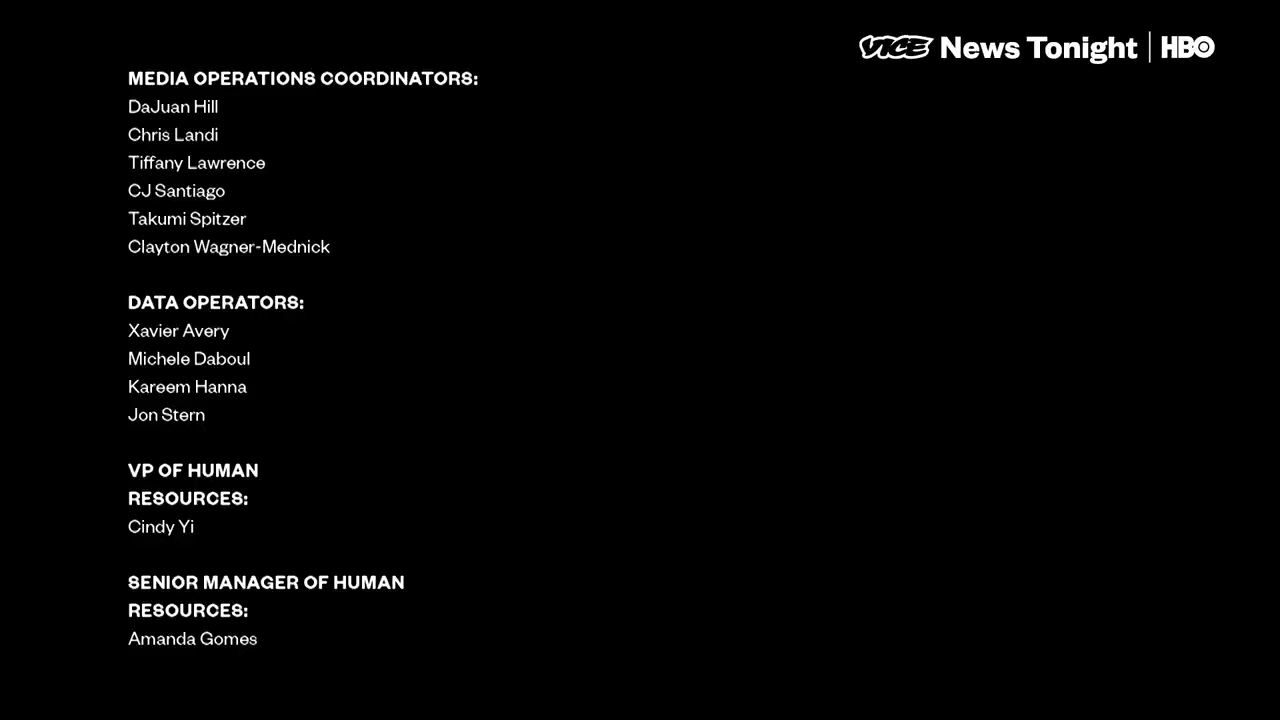 VICE News Tonight | HBO
MEDIA OPERATIONS COORDINATORS:
DaJuan Hill
Chris Landi
Tiffany Lawrence
CJ Santiago
Takumi Spitzer
Clayton Wagner-Mednick
DATA OPERATORS:
Xavier Avery
Michele Daboul
Kareem Hanna
Jon Stern
VP OF HUMAN
RESOURCES:
Cindy Yi
SENIOR MANAGER OF HUMAN
RESOURCES:
Amanda Gomes